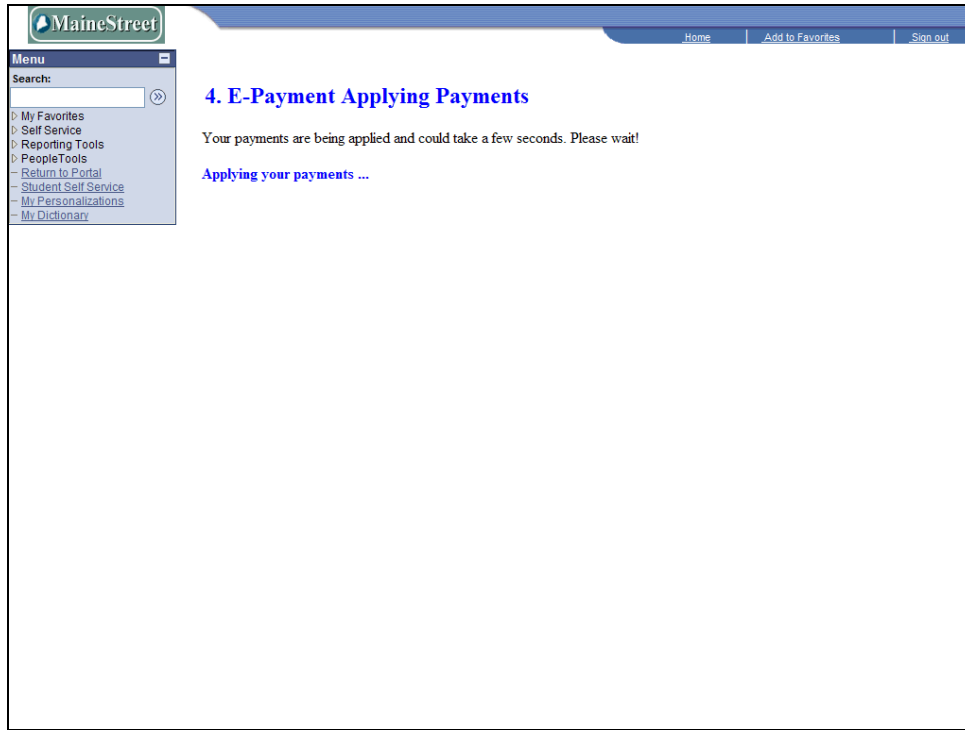 MaineStreet
Home
Add to Favorites
Sign out
Menu
Search:
My Favorites
Self Service
Reporting Tools
PeopleTools
Return to Portal
Student Self Service
My Personalizations
My Dictionary
4. E-Payment Applying Payments
Your payments are being applied and could take a few seconds. Please wait!
Applying your payments ...